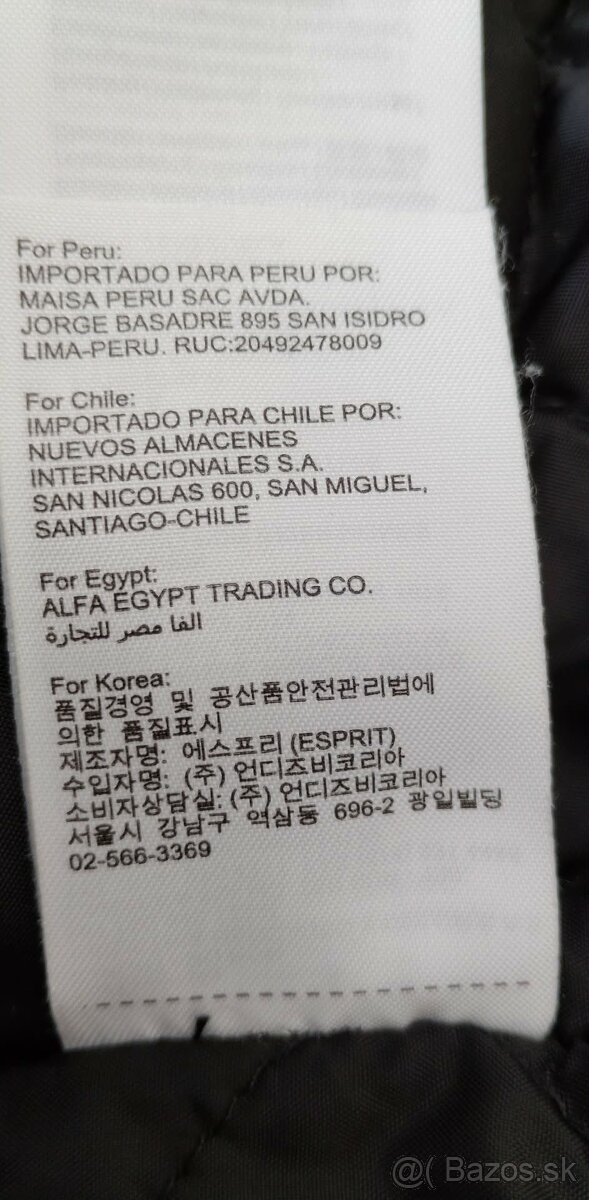 For Peru:
IMPORTADO PARA PERU POR:
MAISA PERU SAC AVDA.
JORGE BASADRE 895 SAN ISIDRO
LIMA-PERU. RUC:20492478009
For Chile:
IMPORTADO PARA CHILE POR:
NUEVOS ALMACENES
INTERNACIONALES S.A.
SAN NICOLAS 600, SAN MIGUEL,
SANTIAGO-CHILE
For Egypt:
ALFA EGYPT TRADING CO.
الفا مصر للتجارة
For Korea:
품질경영 및 공산품안전관리법에
의한 품질표시
제조자명: 에스프리 (ESPRIT)
수입자명: (주) 언디즈비코리아
소비자상담실: (주) 언디즈비코리아
서울시 강남구 역삼동 696-2 광일빌딩
02-566-3369
@( Bazos.sk